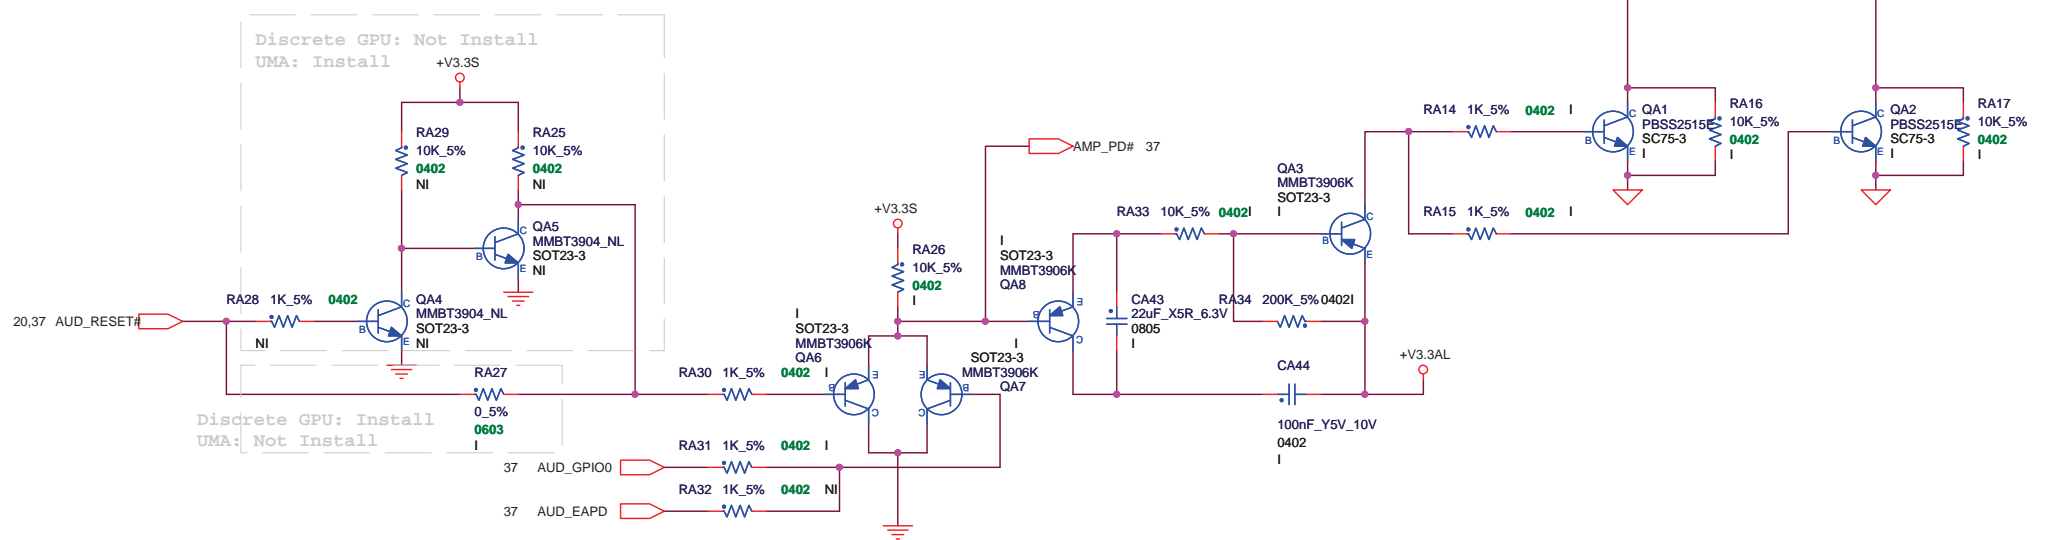 Discrete GPU: Not Install
UMA: Install
+V3.3S
RA29
10K_5%
0402
NI
RA25
10K_5%
0402
NI
QA5
MMBT3904_NL
SOT23-3
NI
C
B
E
RA28 1K_5% 0402
NI
QA4
MMBT3904_NL
SOT23-3
NI
C
B
E
20,37 AUD_RESET#
RA27
0_5%
0603
I
Discrete GPU: Install
UMA: Not Install
RA30 1K_5% 0402 I
RA31 1K_5% 0402 I
37 AUD_GPIO0
RA32 1K_5% 0402 NI
37 AUD_EAPD
I
SOT23-3
MMBT3906K
QA6
E
B
C
I
SOT23-3
MMBT3906K
QA7
E
B
C
+V3.3S
RA26
10K_5%
0402
I
AMP_PD# 37
I
SOT23-3
MMBT3906K
QA8
E
B
C
CA43
22uF_X5R_6.3V
0805
I
RA33 10K_5% 0402 I
RA34 200K_5% 0402 I
QA3
MMBT3906K
SOT23-3
I
C
B
E
CA44
100nF_Y5V_10V
0402
I
+V3.3AL
RA14 1K_5% 0402 I
RA15 1K_5% 0402 I
QA1
PBSS2515E
SC75-3
I
C
B
E
RA16
10K_5%
0402
I
QA2
PBSS2515E
SC75-3
I
C
B
E
RA17
10K_5%
0402
I